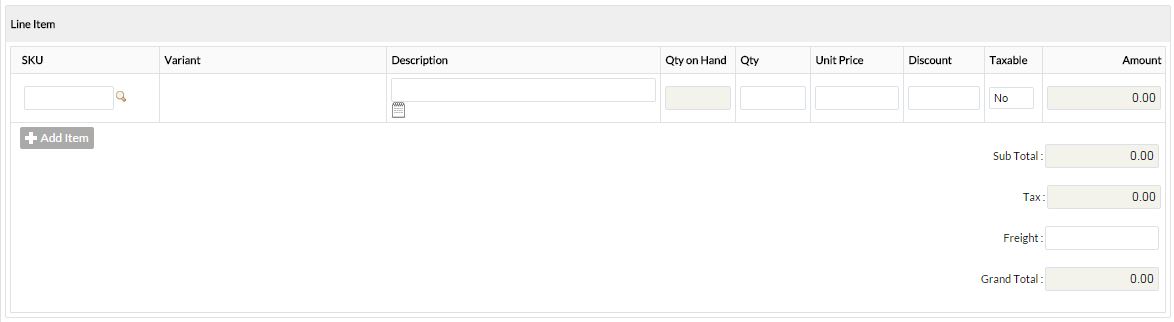 Line Item
SKU Variant Description Qty on Hand Qty Unit Price Discount Taxable Amount
No 0.00
Add Item
Sub Total : 0.00
Tax : 0.00
Freight :
Grand Total : 0.00